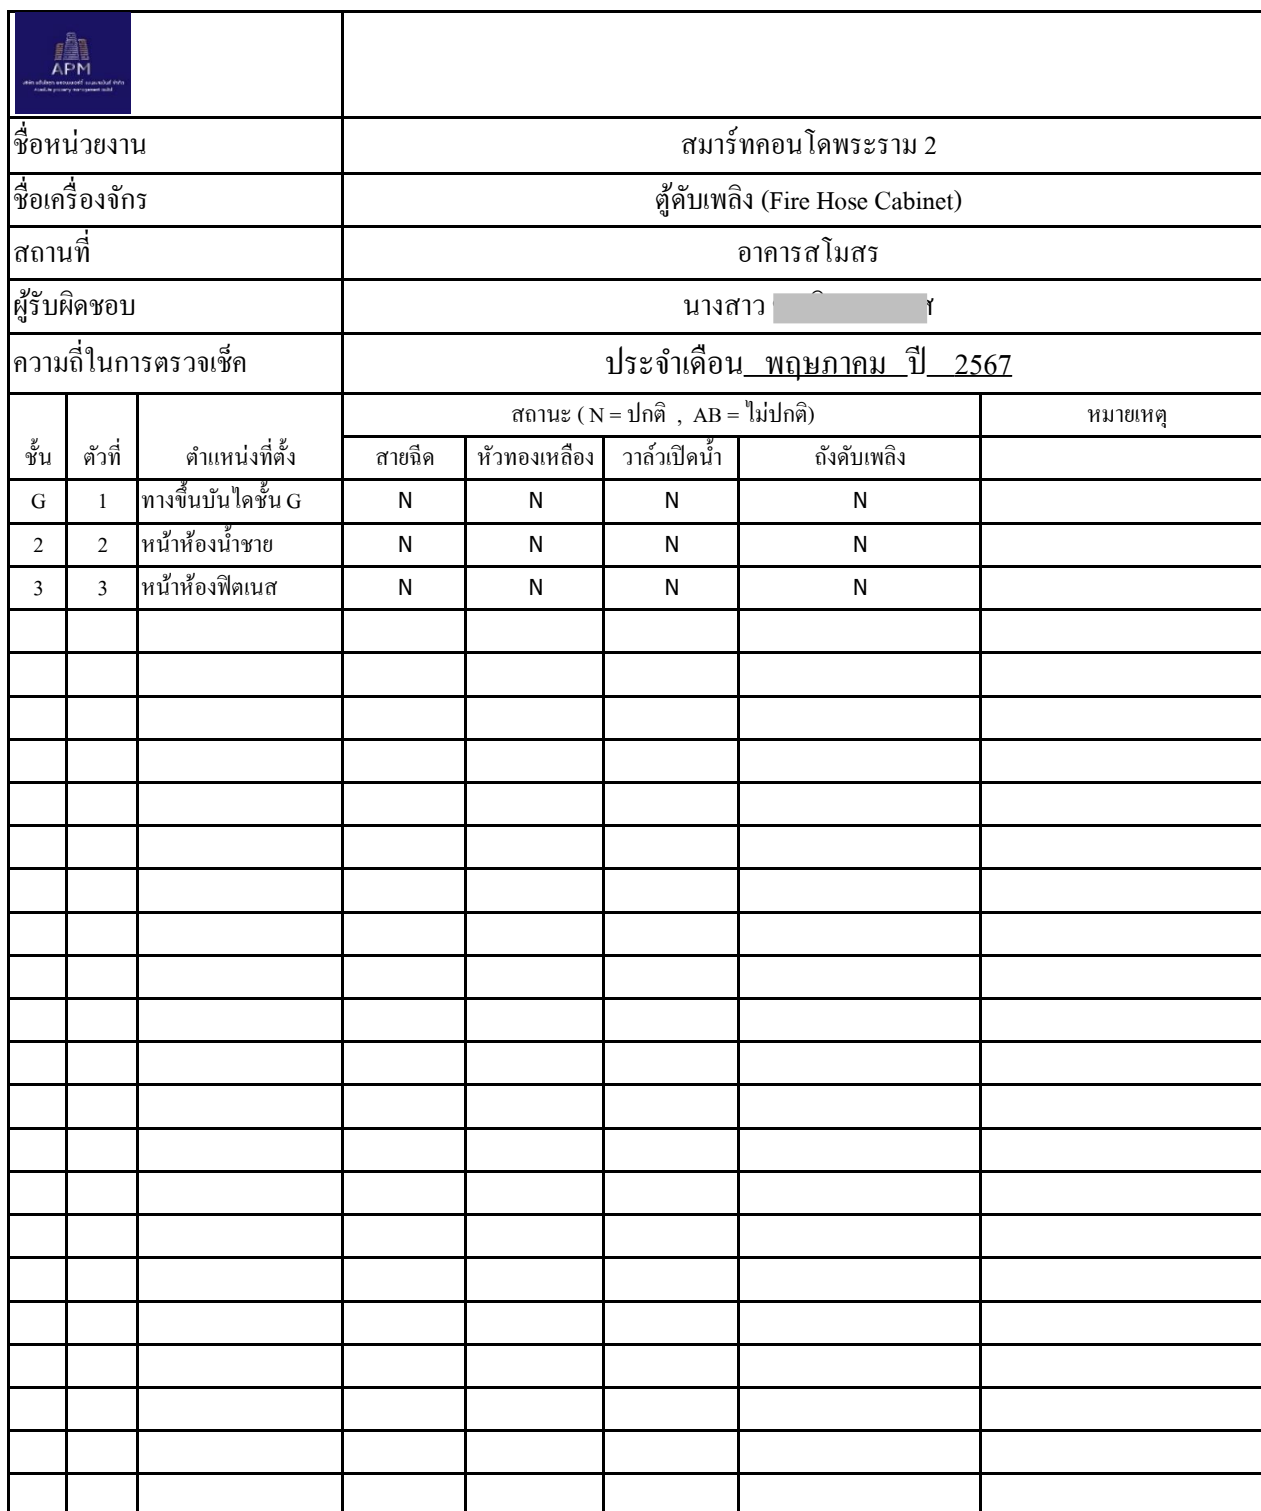 APM
ชื่อหน่วยงาน สมาร์ทคอนโดพระราม 2
ชื่อเครื่องจักร ตู้ดับเพลิง (Fire Hose Cabinet)
สถานที่ อาคารสโมสร
ผู้รับผิดชอบ นางสาว
ความถี่ในการตรวจเช็ค ประจำเดือน พฤษภาคม ปี 2567
สถานะ ( N = ปกติ , AB = ไม่ปกติ) หมายเหตุ
ชั้น ตัวที่ ตำแหน่งที่ตั้ง สายฉีด หัวทองเหลือง วาล์วเปิดน้ำ ถังดับเพลิง
G 1 ทางขึ้นบันไดชั้น G N N N N
2 2 หน้าห้องน้ำชาย N N N N
3 3 หน้าห้องฟิตเนส N N N N